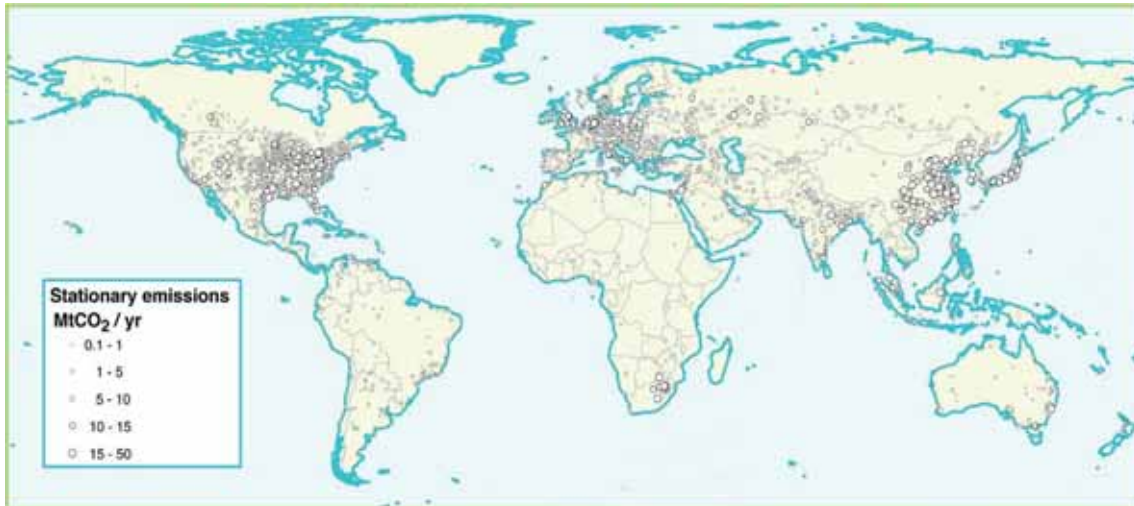 Stationary emissions
MtCO₂ / yr
0.1 - 1
1 - 5
5 - 10
10 - 15
15 - 50